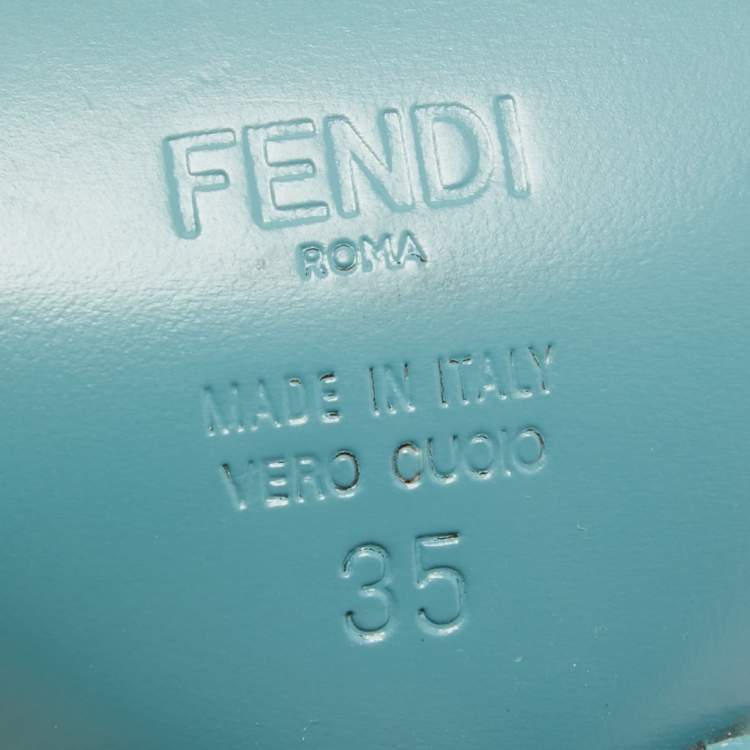 FENDI
ROMA
MADE IN ITALY
VERO CUOIO
35